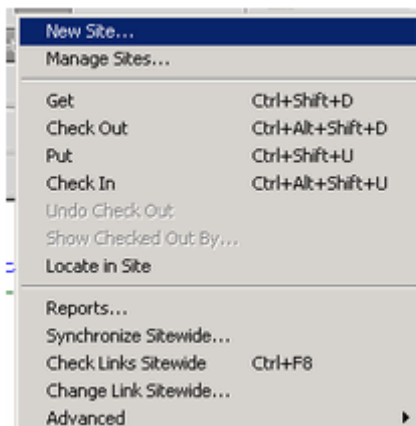 New Site...
Manage Sites...
Get Ctrl+Shift+D
Check Out Ctrl+Alt+Shift+D
Put Ctrl+Shift+U
Check In Ctrl+Alt+Shift+U
Undo Check Out
Show Checked Out By...
Locate in Site
Reports...
Synchronize Sitewide...
Check Links Sitewide Ctrl+F8
Change Link Sitewide...
Advanced